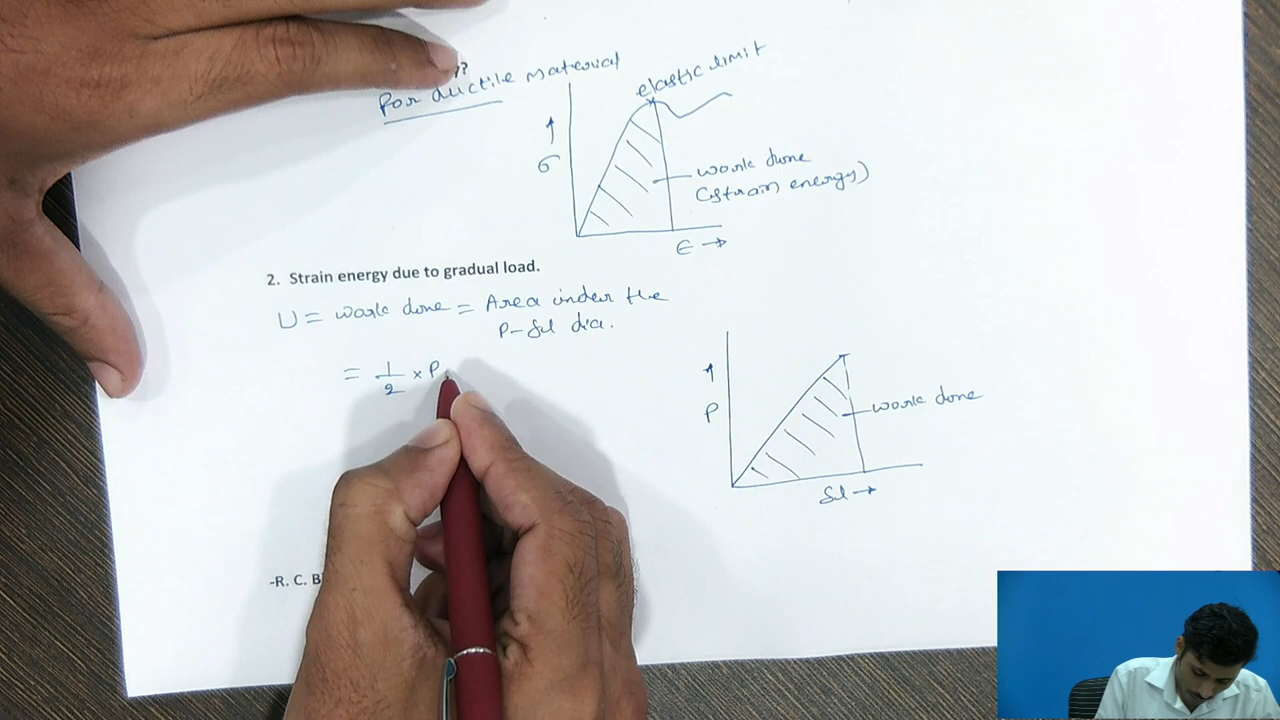 ??
For ductile material
elastic limit
σ
work done
(strain energy)
ϵ →
2. Strain energy due to gradual load.
U = work done = Area under the
P-δl dia.
= 1/2 × P
P
work done
δl →
-R. C. B